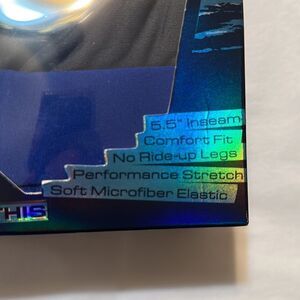 5.5" Inseam
Comfort Fit
No Ride-up Legs
Performance Stretch
Soft Microfiber Elastic
THIS